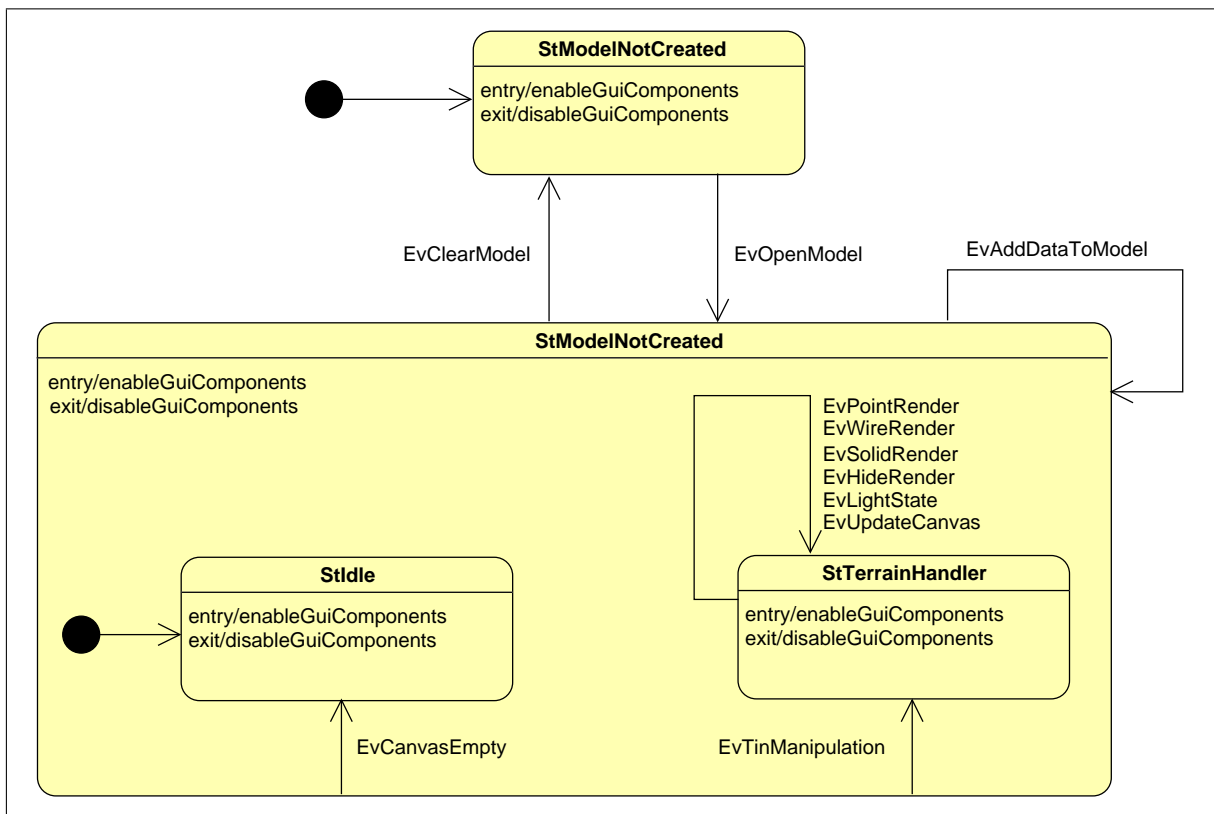 StModelNotCreated
entry/enableGuiComponents
exit/disableGuiComponents
EvClearModel
EvOpenModel
EvAddDataToModel
StModelNotCreated
entry/enableGuiComponents
exit/disableGuiComponents
EvPointRender
EvWireRender
EvSolidRender
EvHideRender
EvLightState
EvUpdateCanvas
StIdle
entry/enableGuiComponents
exit/disableGuiComponents
StTerrainHandler
entry/enableGuiComponents
exit/disableGuiComponents
EvCanvasEmpty
EvTinManipulation